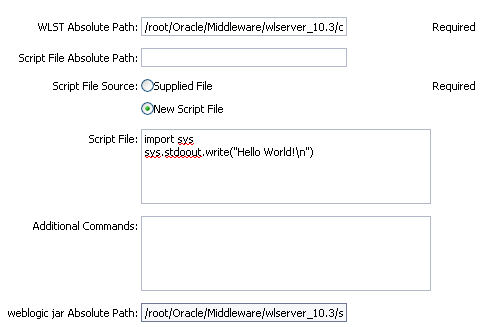 WLST Absolute Path: /root/Oracle/Middleware/wlserver_10.3/c Required
Script File Absolute Path:
Script File Source: Supplied File Required
New Script File
Script File: import sys
sys.stdoout.write("Hello World!\n")
Additional Commands:
weblogic jar Absolute Path: /root/Oracle/Middleware/wlserver_10.3/s